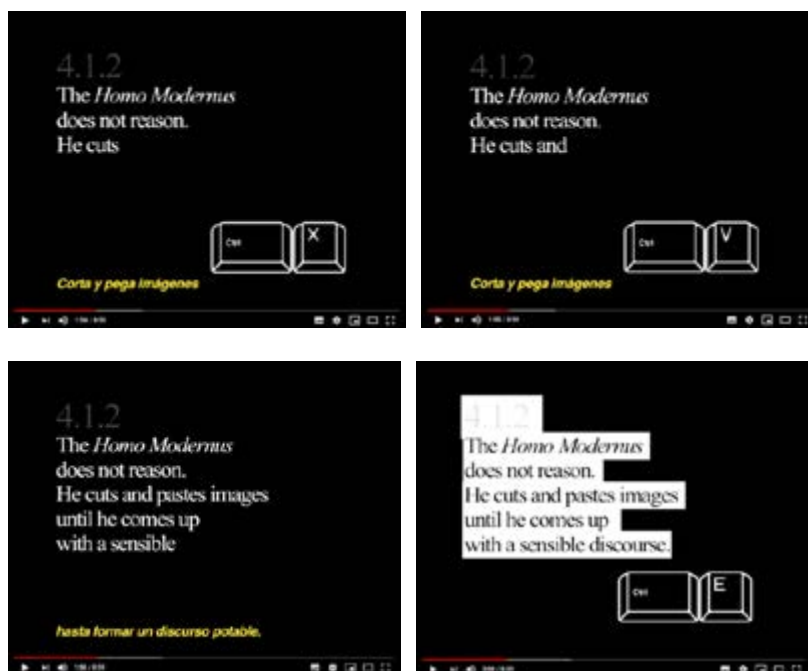 4.1.2
The Homo Modernus
does not reason.
He cuts
Ctrl
X
Corta y pega imágenes
4.1.2
The Homo Modernus
does not reason.
He cuts and
Ctrl
V
Corta y pega imágenes
4.1.2
The Homo Modernus
does not reason.
He cuts and pastes images
until he comes up
with a sensible
hasta formar un discurso potable.
4.1.2
The Homo Modernus
does not reason.
He cuts and pastes images
until he comes up
with a sensible discourse.
Ctrl
E